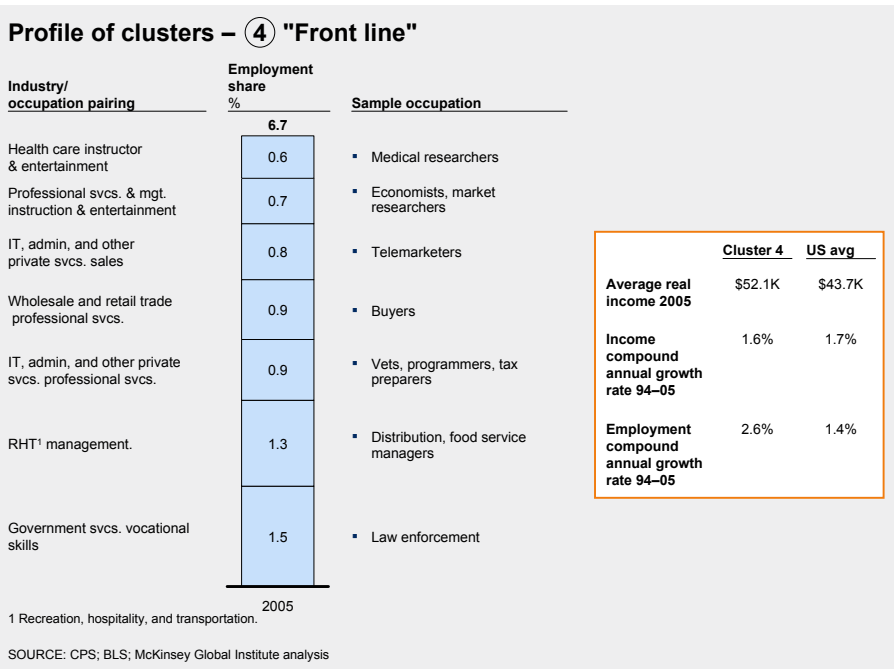 Profile of clusters – 4 "Front line"
Industry/
occupation pairing
Employment
share
%
Sample occupation
6.7
Health care instructor
& entertainment
0.6
▪ Medical researchers
Professional svcs. & mgt.
instruction & entertainment
0.7
▪ Economists, market
researchers
IT, admin, and other
private svcs. sales
0.8
▪ Telemarketers
Wholesale and retail trade
professional svcs.
0.9
▪ Buyers
IT, admin, and other private
svcs. professional svcs.
0.9
▪ Vets, programmers, tax
preparers
RHT¹ management.
1.3
▪ Distribution, food service
managers
Government svcs. vocational
skills
1.5
▪ Law enforcement
2005
Cluster 4 US avg
Average real
income 2005
$52.1K $43.7K
Income
compound
annual growth
rate 94–05
1.6% 1.7%
Employment
compound
annual growth
rate 94–05
2.6% 1.4%
1 Recreation, hospitality, and transportation.
SOURCE: CPS; BLS; McKinsey Global Institute analysis